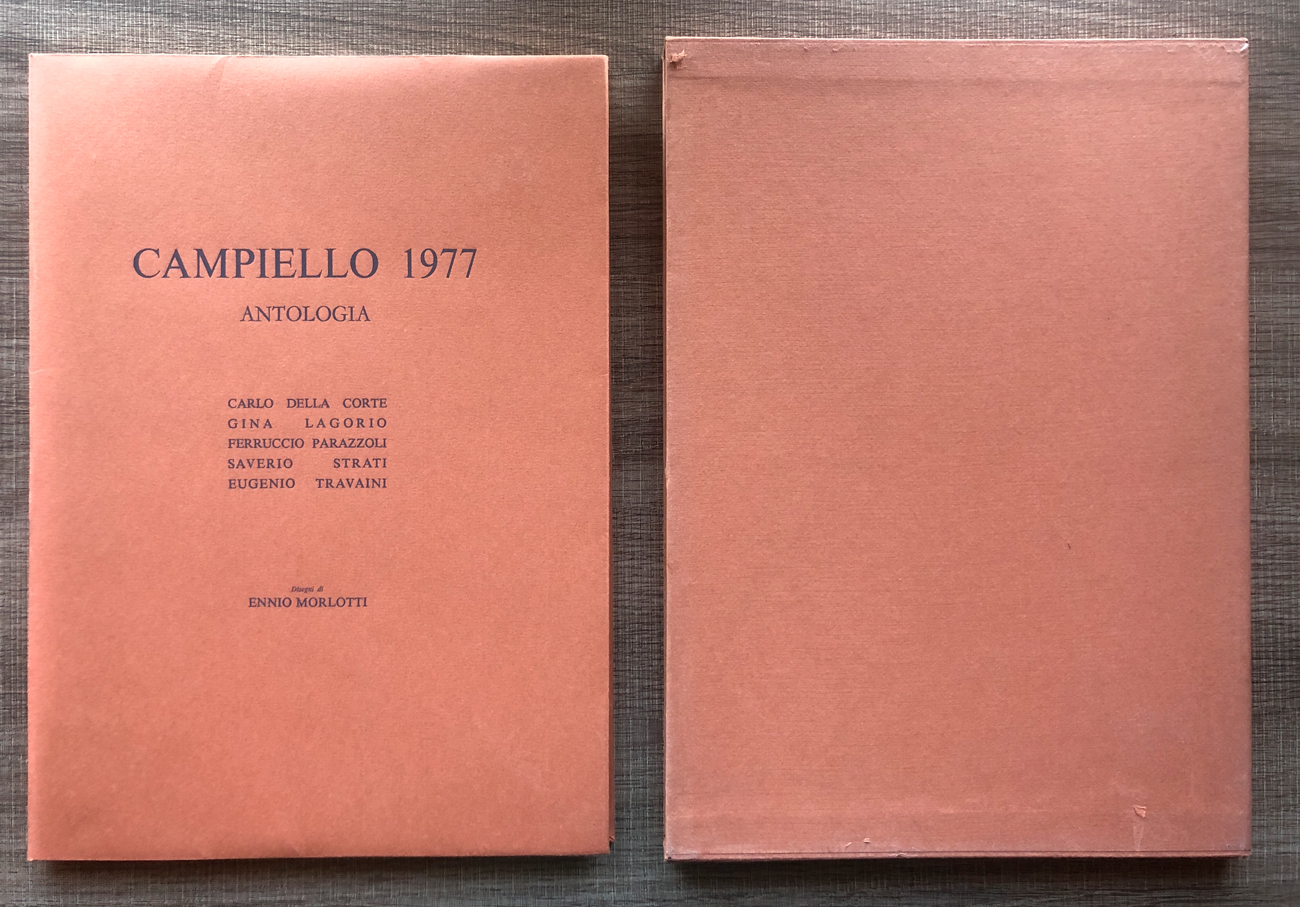 CAMPIELLO 1977
ANTOLOGIA
CARLO DELLA CORTE
GINA LAGORIO
FERRUCCIO PARAZZOLI
SAVERIO STRATI
EUGENIO TRAVAINI
Disegni di
ENNIO MORLOTTI